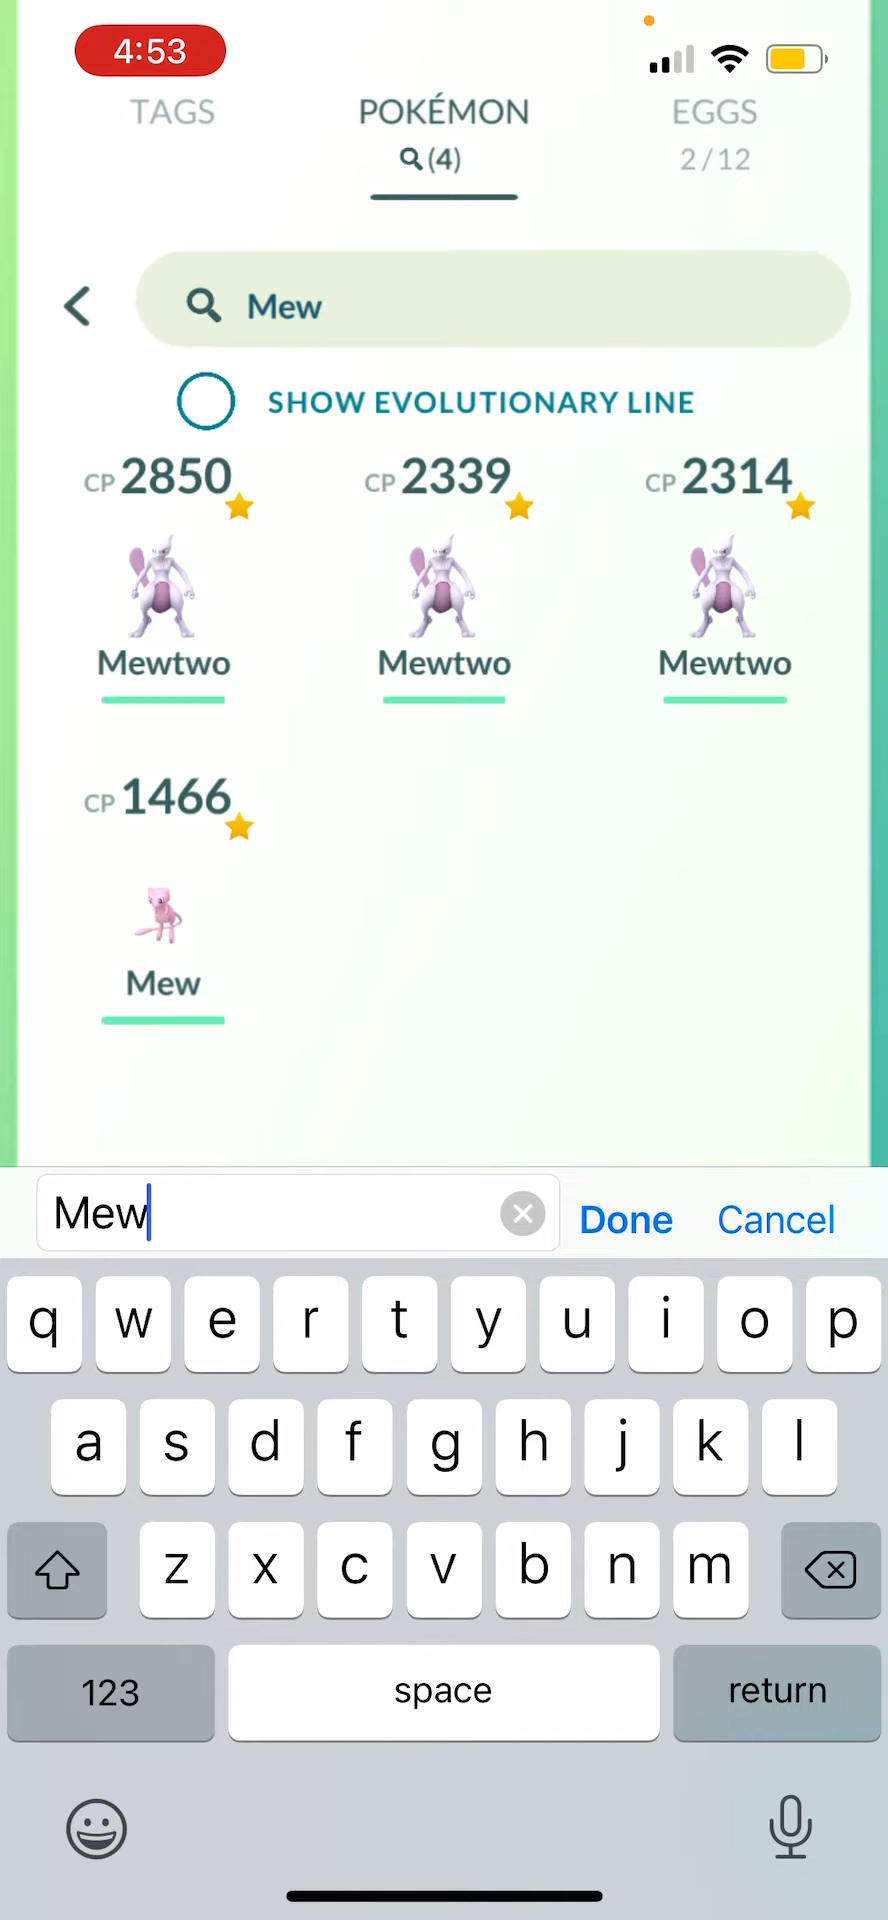 4:53
TAGS POKÉMON EGGS
(4) 2/12
Mew
SHOW EVOLUTIONARY LINE
CP 2850 CP 2339 CP 2314
Mewtwo Mewtwo Mewtwo
CP 1466
Mew
Mew Done Cancel
q w e r t y u i o p
a s d f g h j k l
z x c v b n m
123 space return